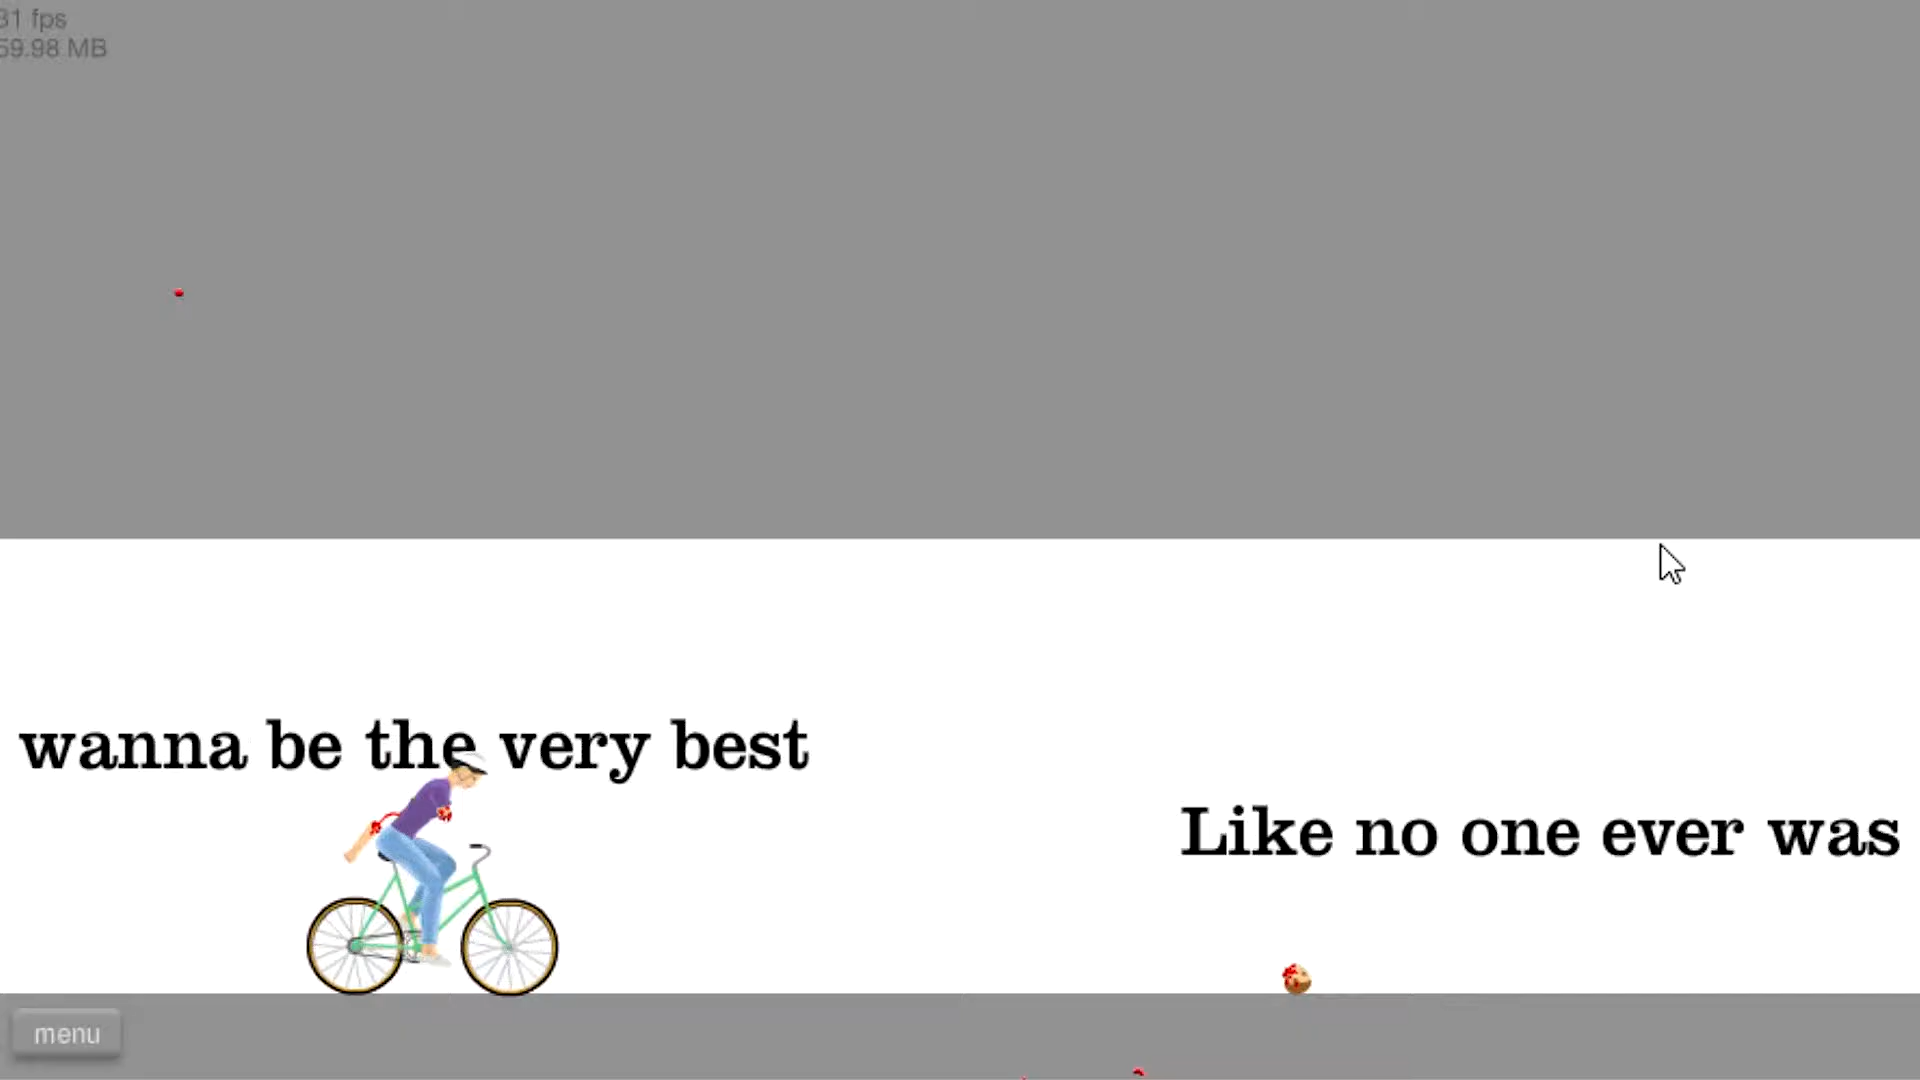 31 fps
59.98 MB
wanna be the very best
Like no one ever was
menu